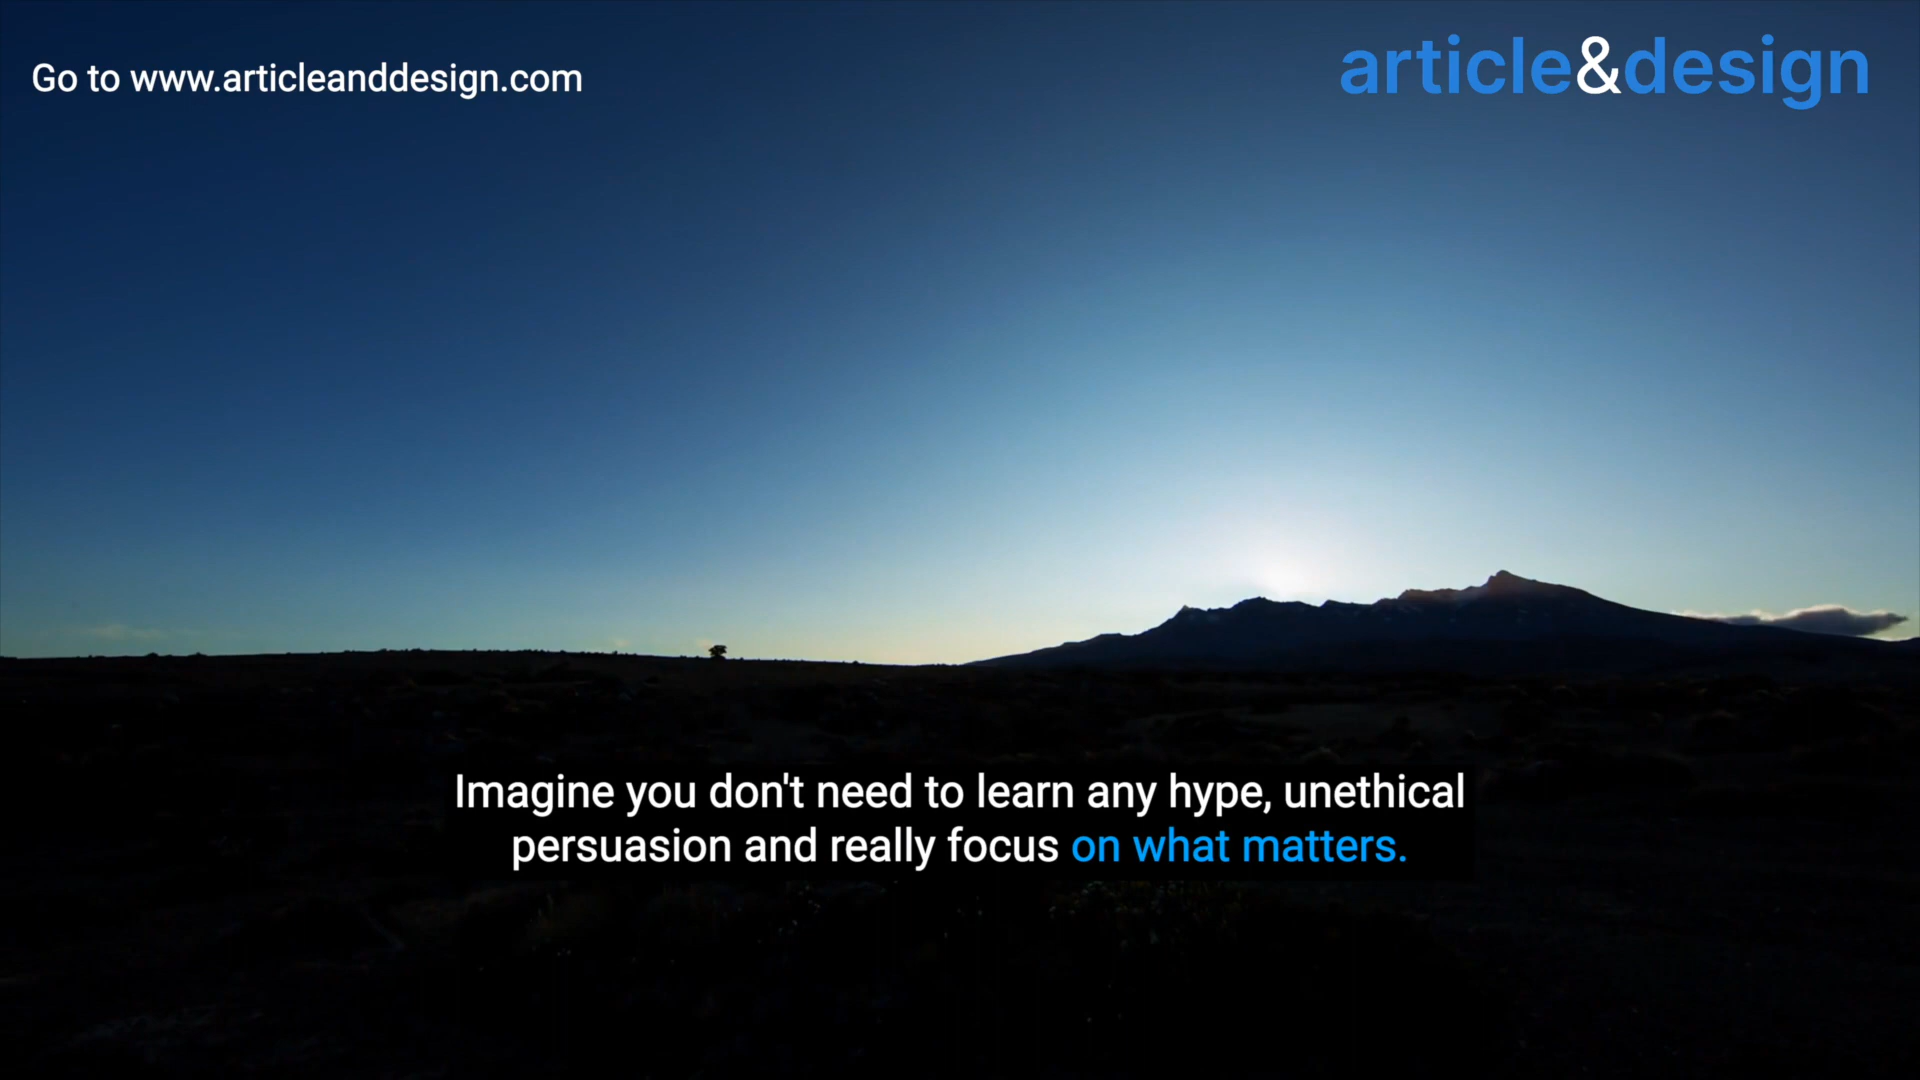 Go to www.articleanddesign.com
article&design
Imagine you don't need to learn any hype, unethical
persuasion and really focus on what matters.